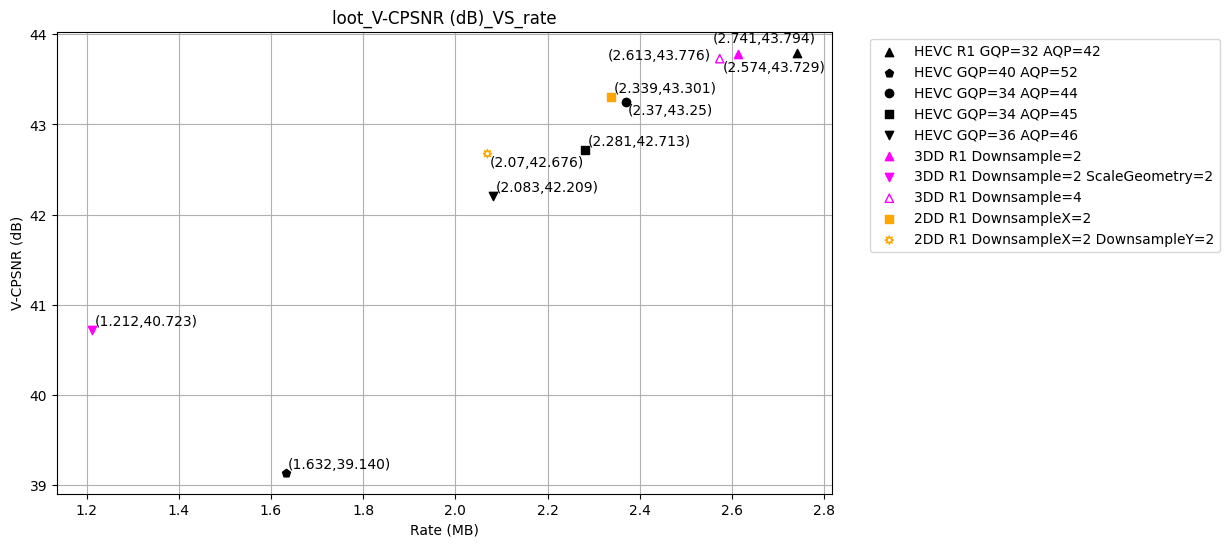 loot_V-CPSNR (dB)_VS_rate
V-CPSNR (dB)
44
43
42
41
40
39
(2.741,43.794)
(2.613,43.776)
(2.574,43.729)
(2.339,43.301)
(2.37,43.25)
(2.281,42.713)
(2.07,42.676)
(2.083,42.209)
(1.212,40.723)
(1.632,39.140)
1.2
1.4
1.6
1.8
2.0
2.2
2.4
2.6
2.8
Rate (MB)
HEVC R1 GQP=32 AQP=42
HEVC GQP=40 AQP=52
HEVC GQP=34 AQP=44
HEVC GQP=34 AQP=45
HEVC GQP=36 AQP=46
3DD R1 Downsample=2
3DD R1 Downsample=2 ScaleGeometry=2
3DD R1 Downsample=4
2DD R1 DownsampleX=2
2DD R1 DownsampleX=2 DownsampleY=2